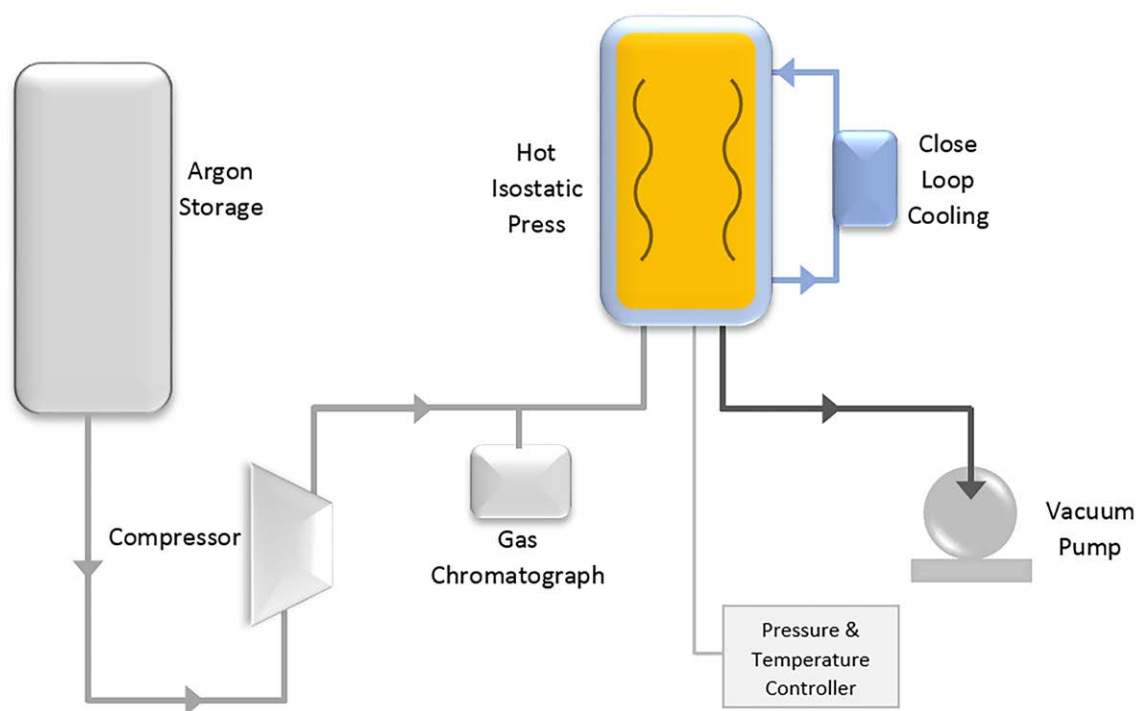 Argon
Storage
Hot
Isostatic
Press
Close
Loop
Cooling
Compressor
Gas
Chromatograph
Vacuum
Pump
Pressure &
Temperature
Controller